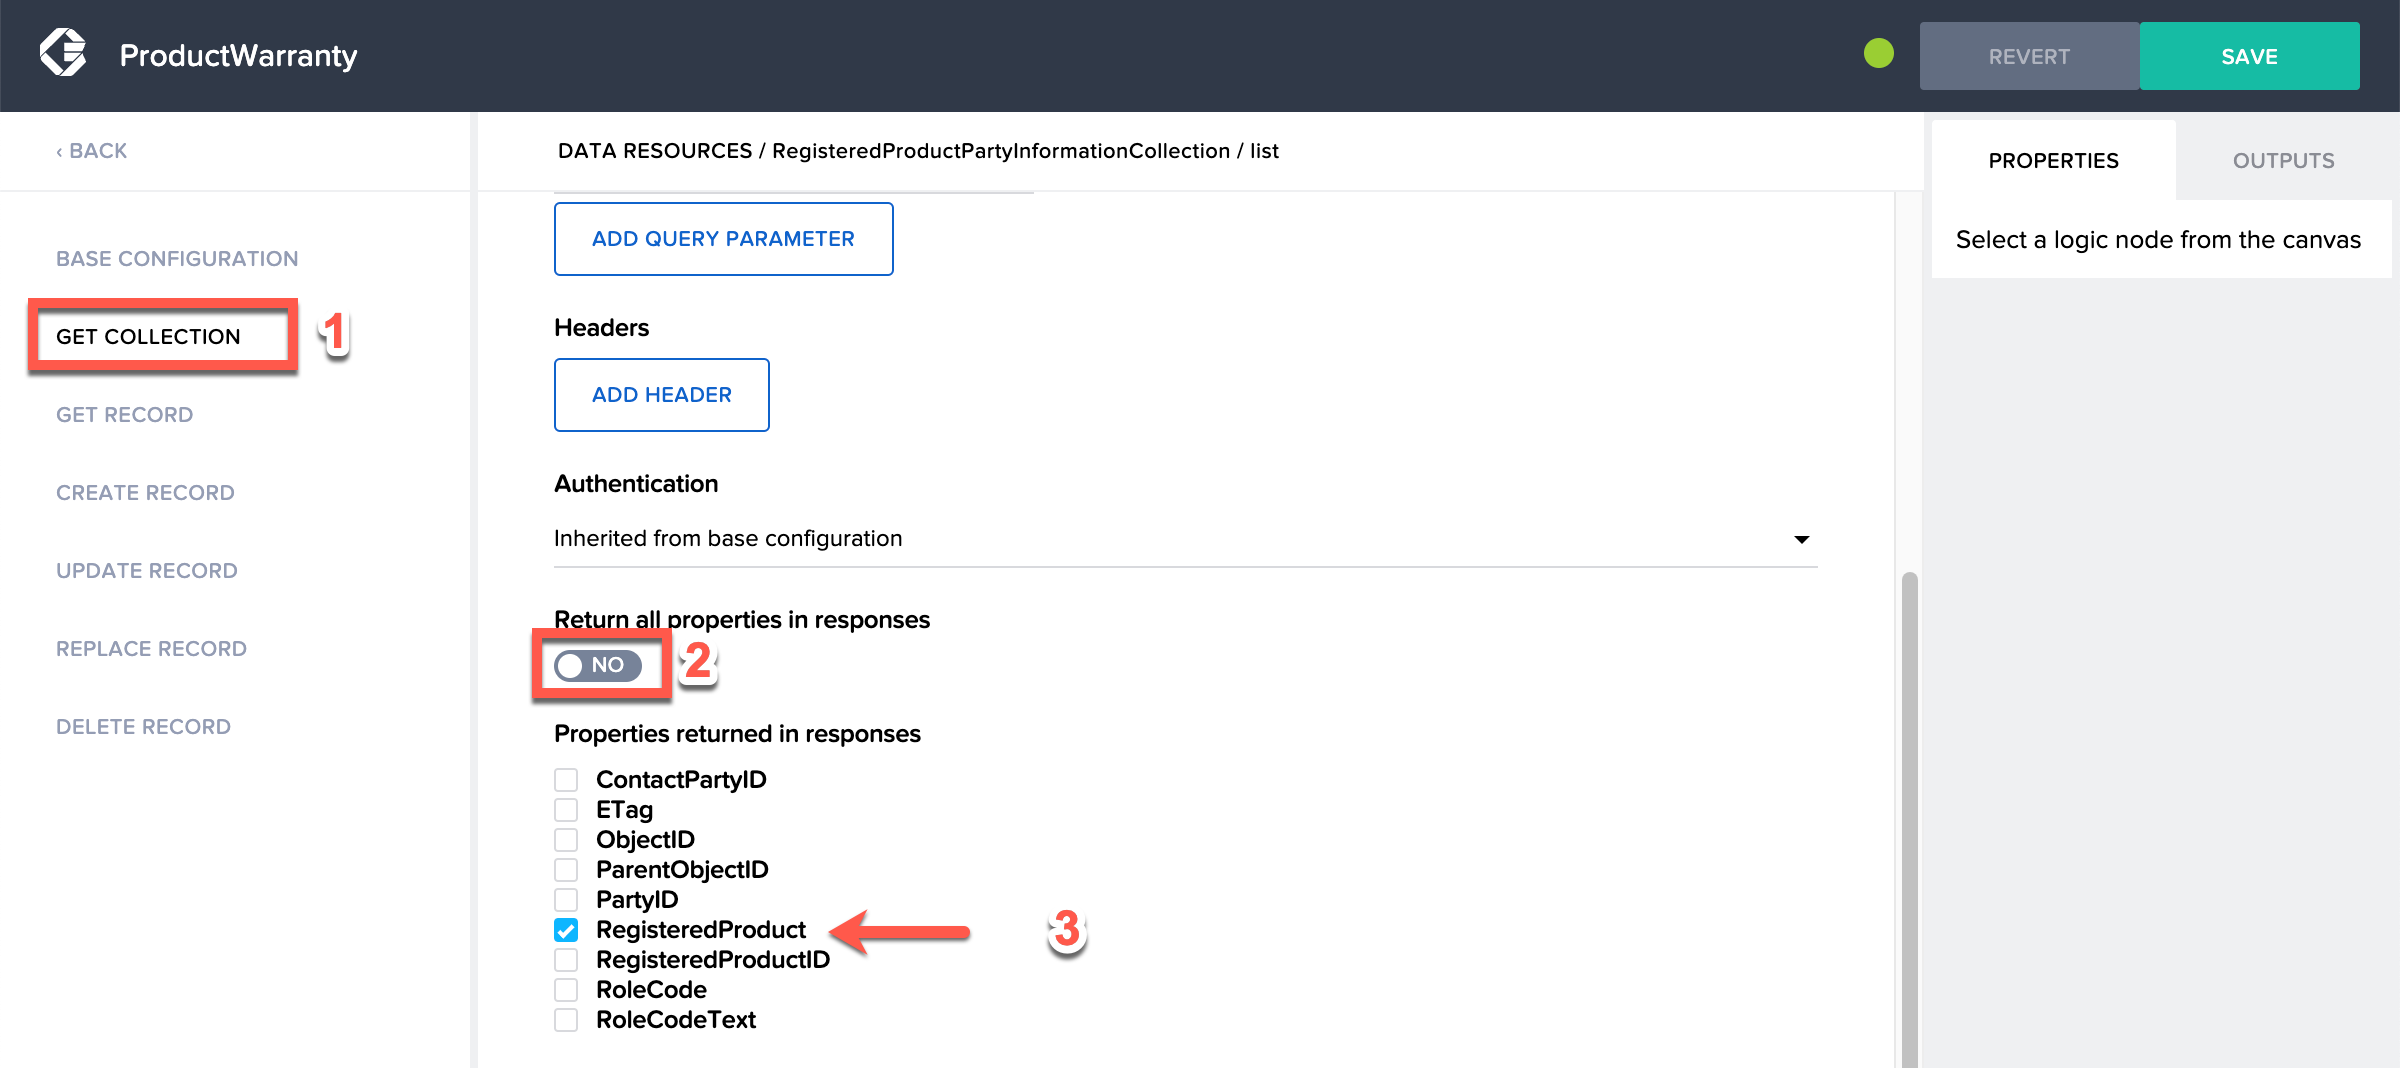 ProductWarranty
REVERT
SAVE
‹ BACK
DATA RESOURCES / RegisteredProductPartyInformationCollection / list
PROPERTIES
OUTPUTS
Select a logic node from the canvas
BASE CONFIGURATION
GET COLLECTION
1
GET RECORD
CREATE RECORD
UPDATE RECORD
REPLACE RECORD
DELETE RECORD
ADD QUERY PARAMETER
Headers
ADD HEADER
Authentication
Inherited from base configuration
Return all properties in responses
NO
2
Properties returned in responses
ContactPartyID
ETag
ObjectID
ParentObjectID
PartyID
RegisteredProduct
3
RegisteredProductID
RoleCode
RoleCodeText